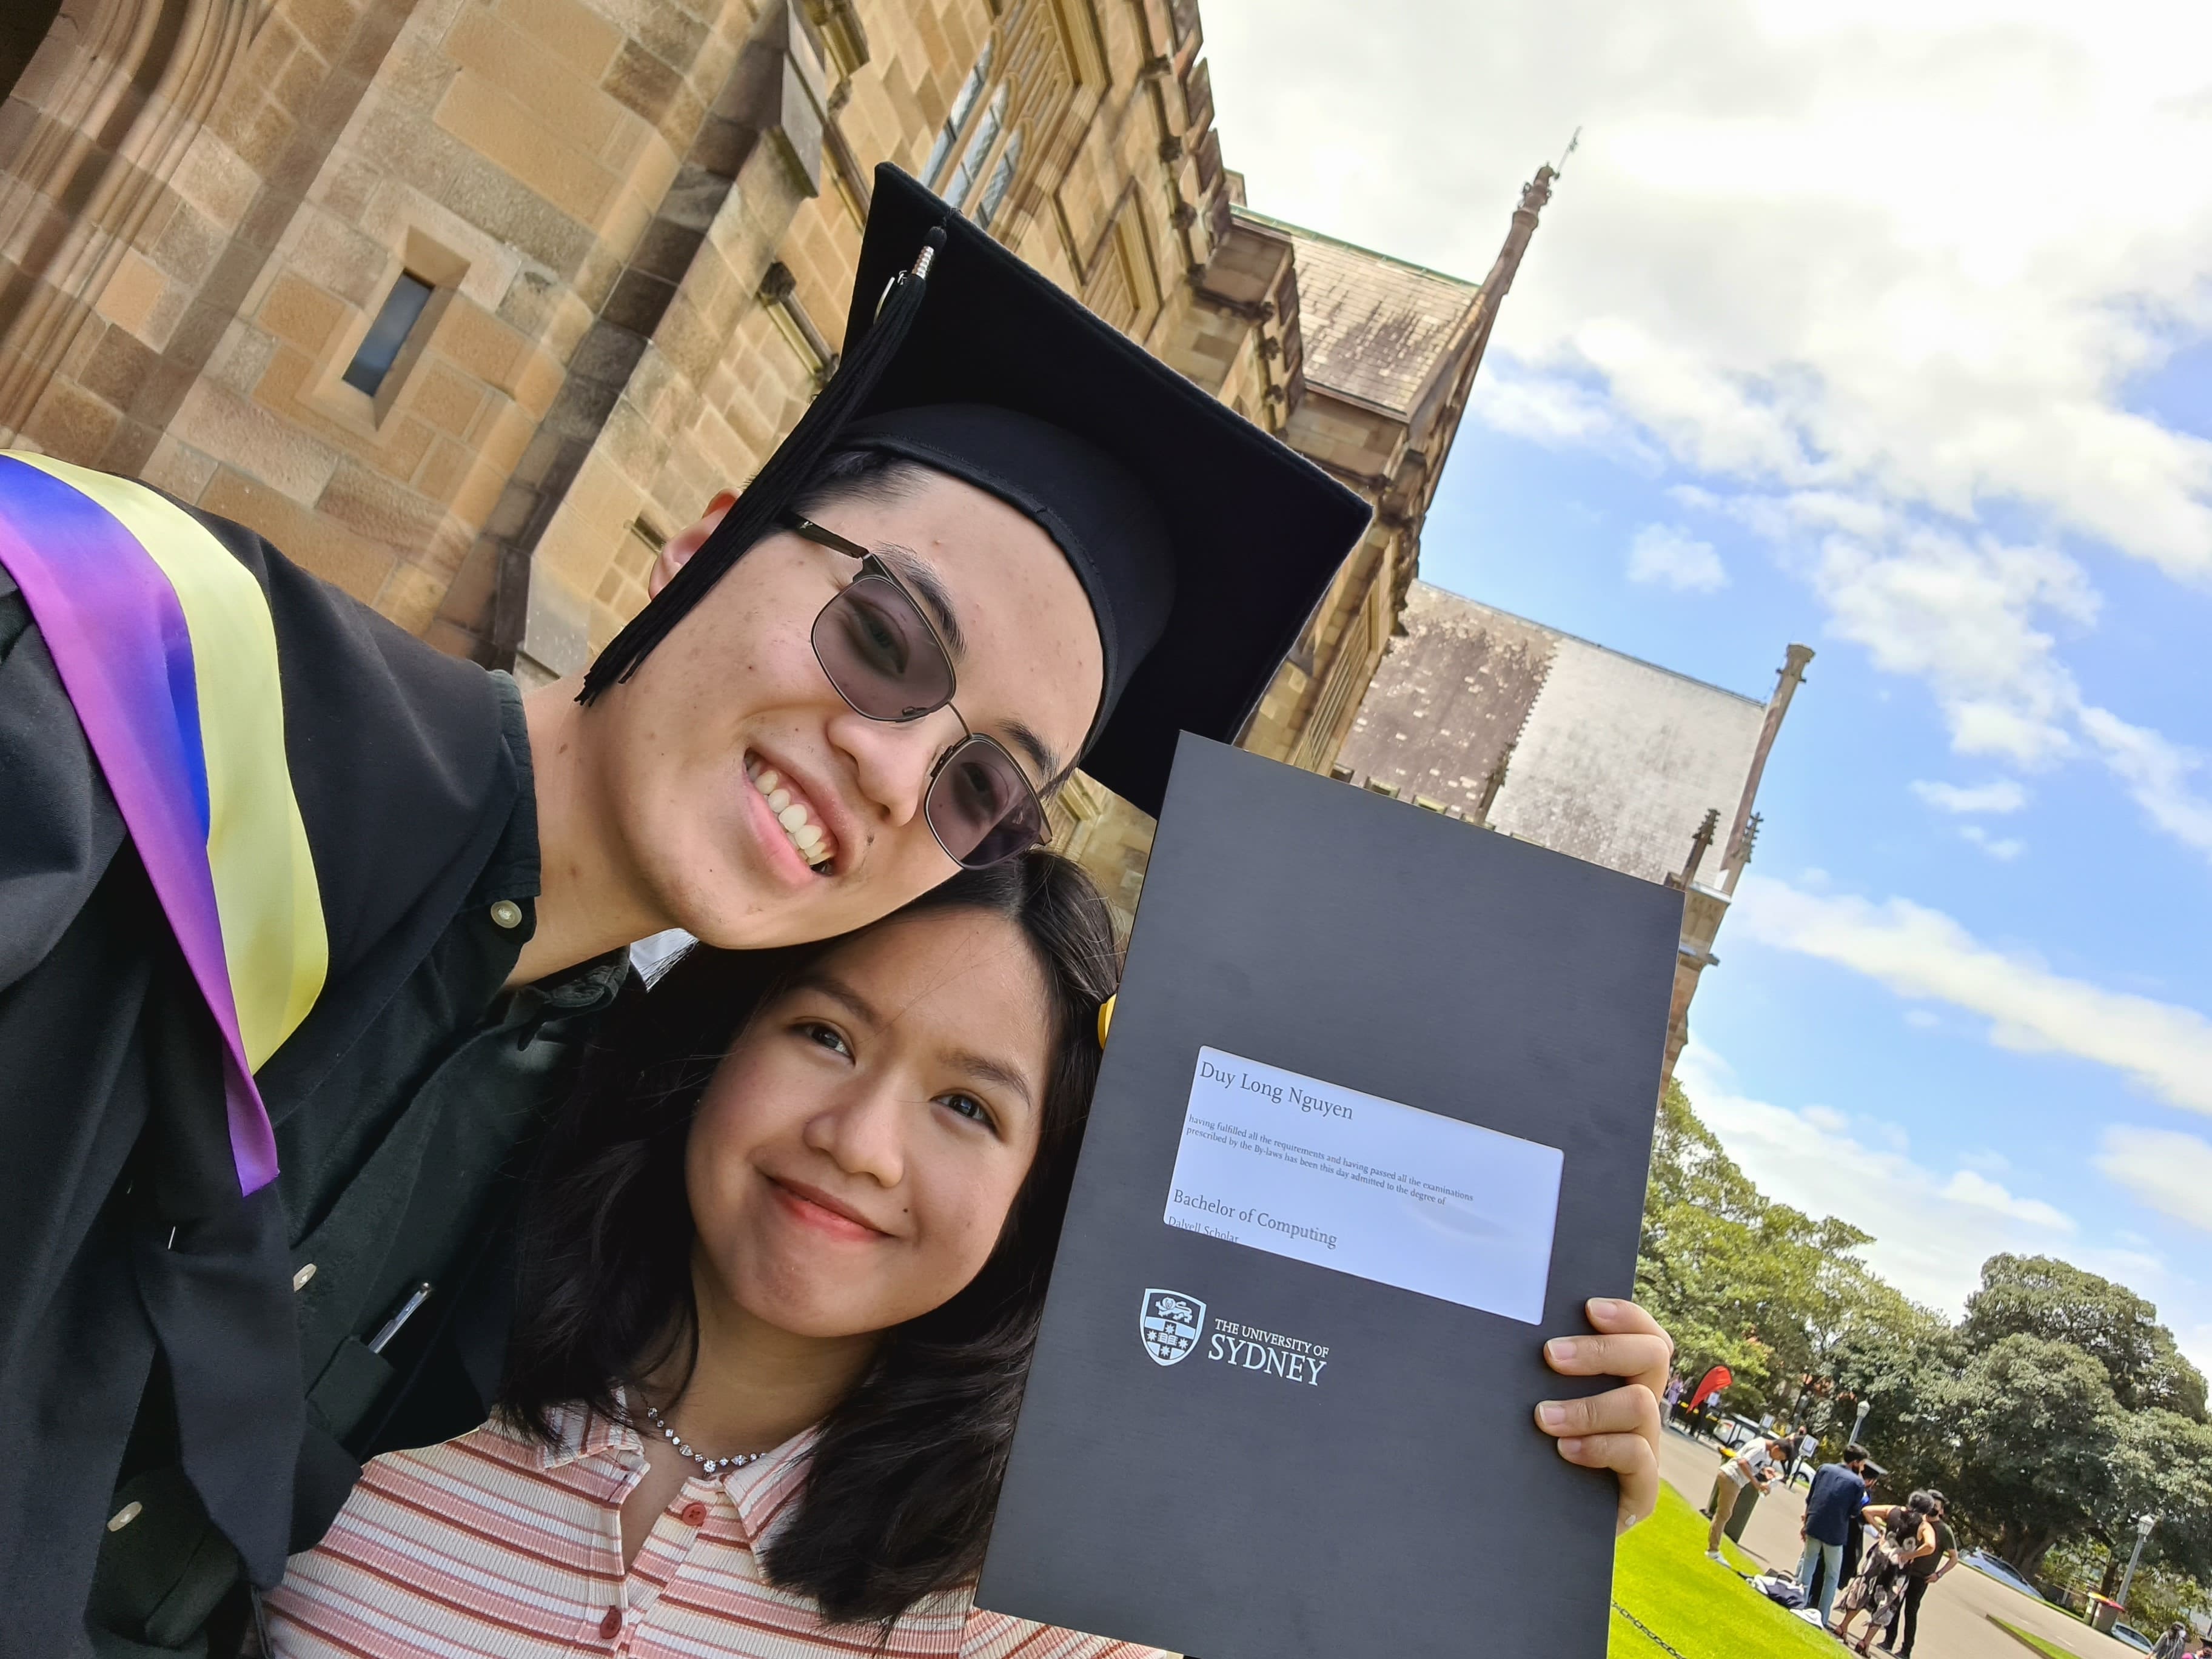 Duy Long Nguyen
having fulfilled all the requirements and having passed all the examinations
prescribed by the By-laws has been this day admitted to the degree of
Bachelor of Computing
Dalyell Scholar
THE UNIVERSITY OF
SYDNEY